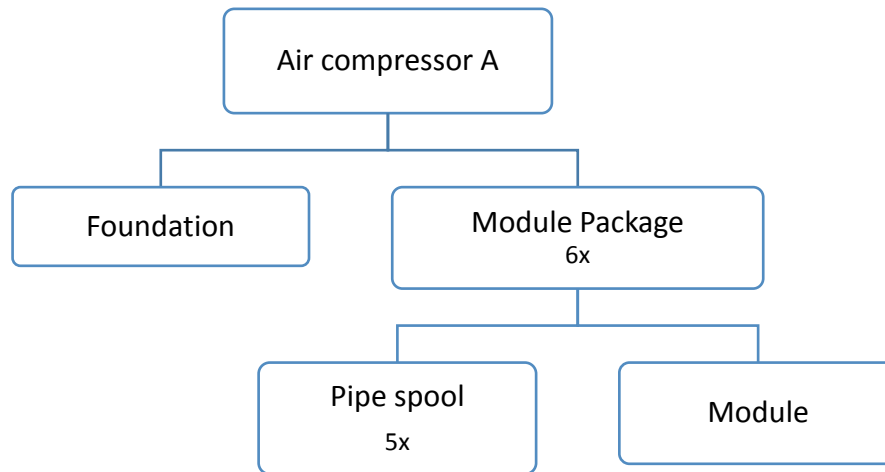 Air compressor A
Foundation
Module Package
6x
Pipe spool
5x
Module